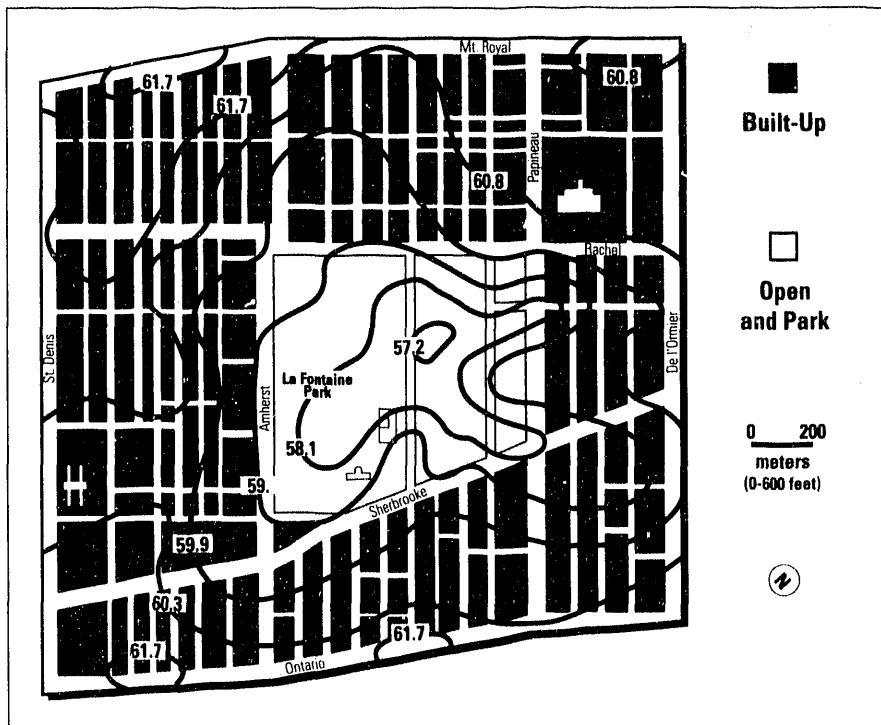 Mt. Royal
61.7
61.7
60.8
Built-Up
Papineau
60.8
Rachel
Open
and Park
St. Denis
De l'Ormier
57.2
La Fontaine
Park
Amherst
58.1
59.
Sherbrooke
0 200
meters
(0-600 feet)
59.9
60.3
61.7
61.7
Ontario
N